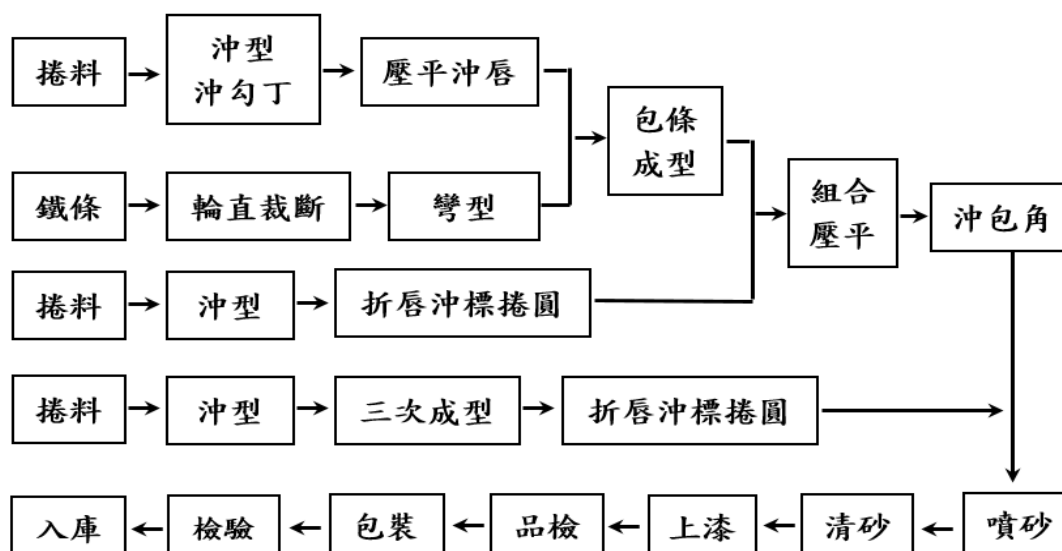 捲料
沖型
沖勾丁
壓平沖唇
包條
成型
鐵條
輪直裁斷
彎型
組合
壓平
沖包角
捲料
沖型
折唇沖標捲圓
捲料
沖型
三次成型
折唇沖標捲圓
入庫
檢驗
包裝
品檢
上漆
清砂
噴砂